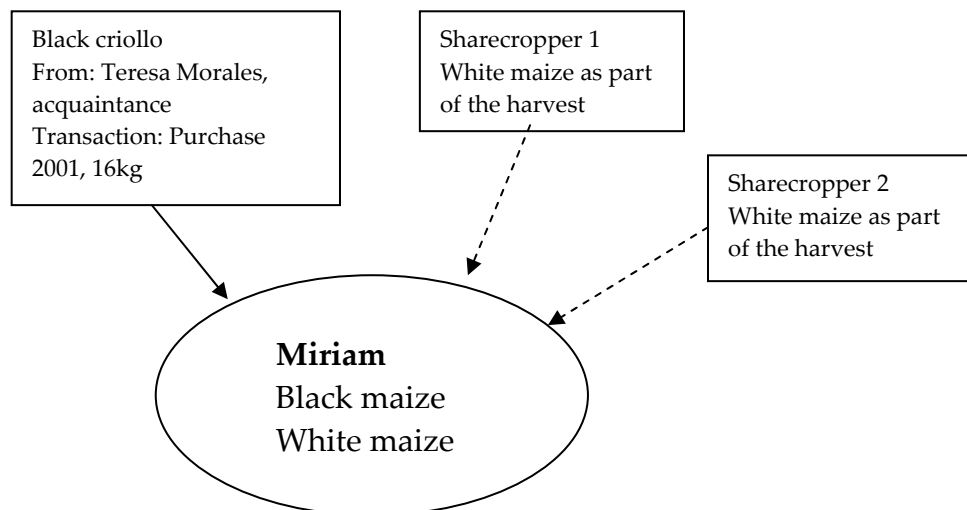 Black criollo
From: Teresa Morales,
acquaintance
Transaction: Purchase
2001, 16kg
Sharecropper 1
White maize as part
of the harvest
Sharecropper 2
White maize as part
of the harvest
Miriam
Black maize
White maize